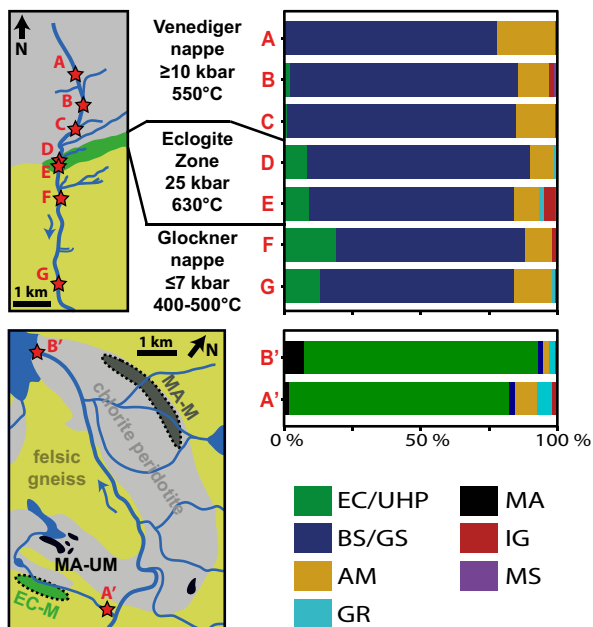 N
A
B
C
D
E
F
G
1 km
Venediger
nappe
≥10 kbar
550°C
Eclogite
Zone
25 kbar
630°C
Glockner
nappe
≤7 kbar
400-500°C
A
B
C
D
E
F
G
B'
1 km
N
MA-M
chlorite peridotite
felsic
gneiss
MA-UM
EC-M
A'
B'
A'
0 %
50 %
100 %
EC/UHP
MA
BS/GS
IG
AM
MS
GR